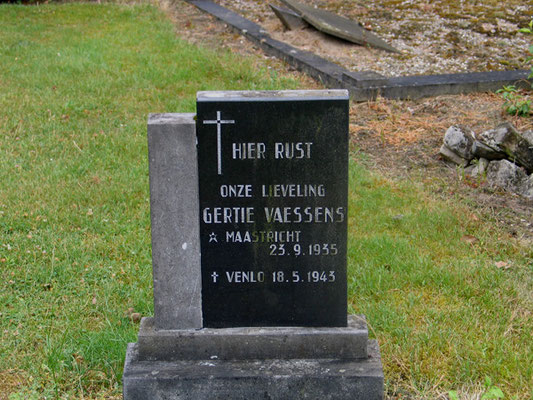 HIER RUST
ONZE LIEVELING
GERTIE VAESSENS
☆ MAASTRICHT
23.9.1935
† VENLO 18.5.1943